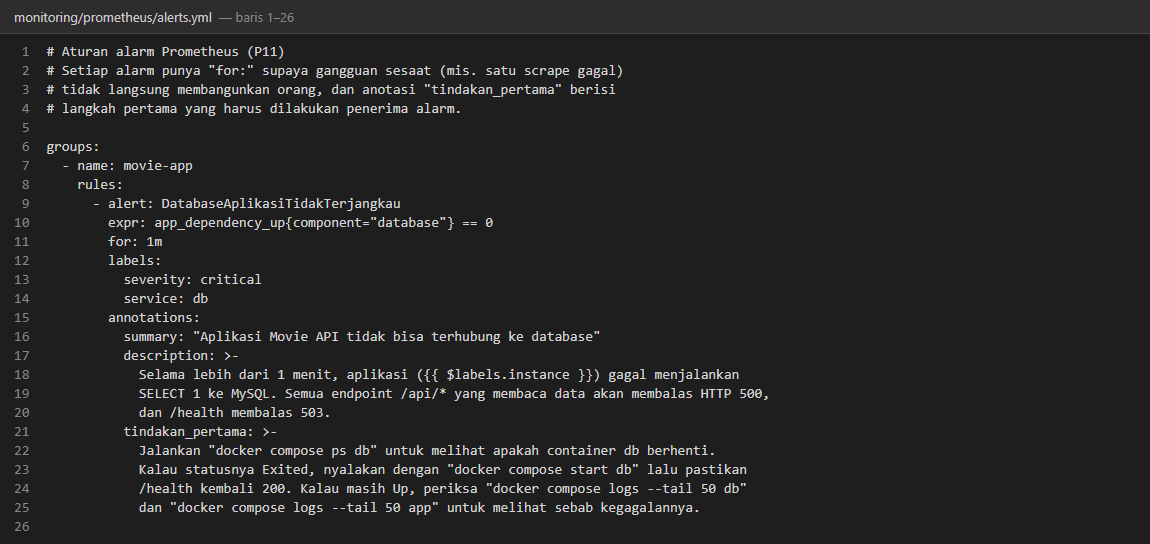 monitoring/prometheus/alerts.yml — baris 1–26
1 # Aturan alarm Prometheus (P11)
2 # Setiap alarm punya "for:" supaya gangguan sesaat (mis. satu scrape gagal)
3 # tidak langsung membangunkan orang, dan anotasi "tindakan_pertama" berisi
4 # langkah pertama yang harus dilakukan penerima alarm.
5
6 groups:
7   - name: movie-app
8     rules:
9       - alert: DatabaseAplikasiTidakTerjangkau
10         expr: app_dependency_up{component="database"} == 0
11         for: 1m
12         labels:
13           severity: critical
14           service: db
15         annotations:
16           summary: "Aplikasi Movie API tidak bisa terhubung ke database"
17           description: >-
18             Selama lebih dari 1 menit, aplikasi ({{ $labels.instance }}) gagal menjalankan
19             SELECT 1 ke MySQL. Semua endpoint /api/* yang membaca data akan membalas HTTP 500,
20             dan /health membalas 503.
21           tindakan_pertama: >-
22             Jalankan "docker compose ps db" untuk melihat apakah container db berhenti.
23             Kalau statusnya Exited, nyalakan dengan "docker compose start db" lalu pastikan
24             /health kembali 200. Kalau masih Up, periksa "docker compose logs --tail 50 db"
25             dan "docker compose logs --tail 50 app" untuk melihat sebab kegagalannya.
26